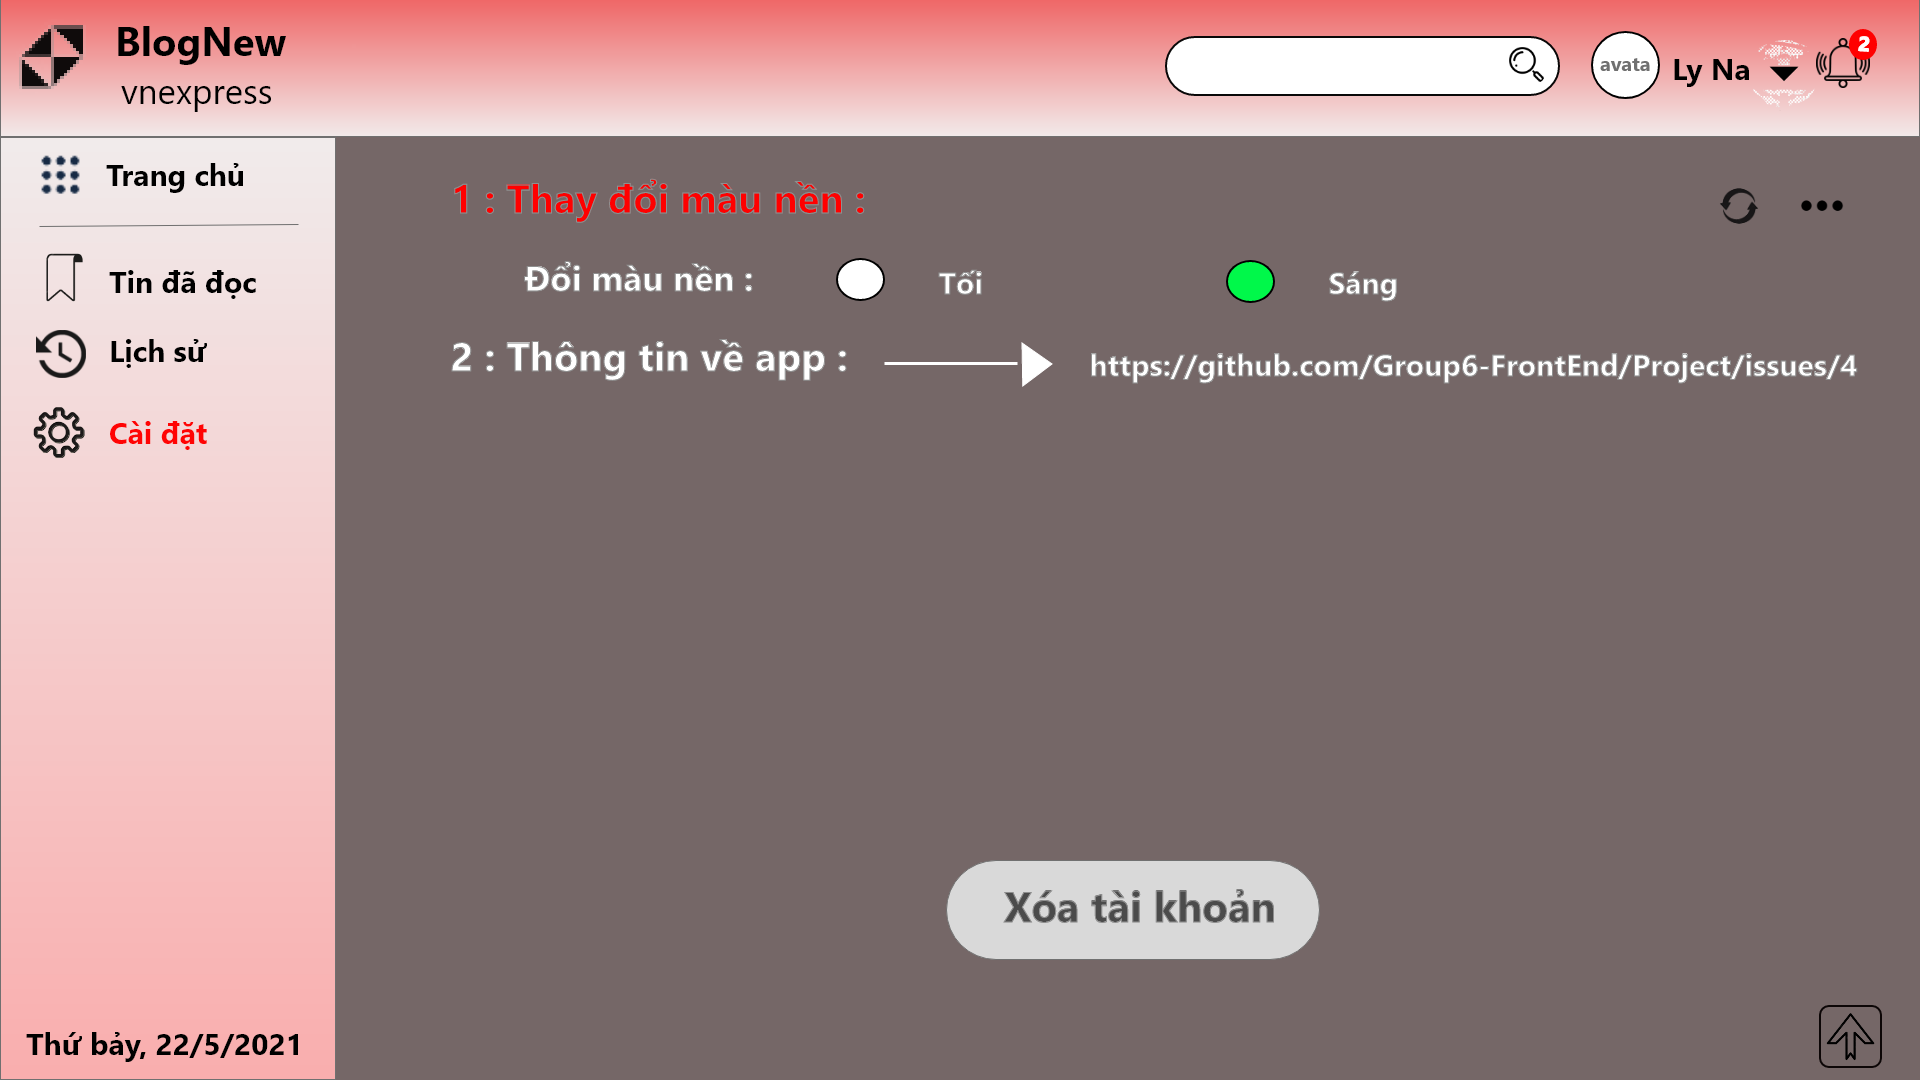 BlogNew
vnexpress
avata
Ly Na
2
Trang chủ
Tin đã đọc
Lịch sử
Cài đặt
Thứ bảy, 22/5/2021
1 : Thay đổi màu nền :
Đổi màu nền :
Tối
Sáng
2 : Thông tin về app :
https://github.com/Group6-FrontEnd/Project/issues/4
Xóa tài khoản